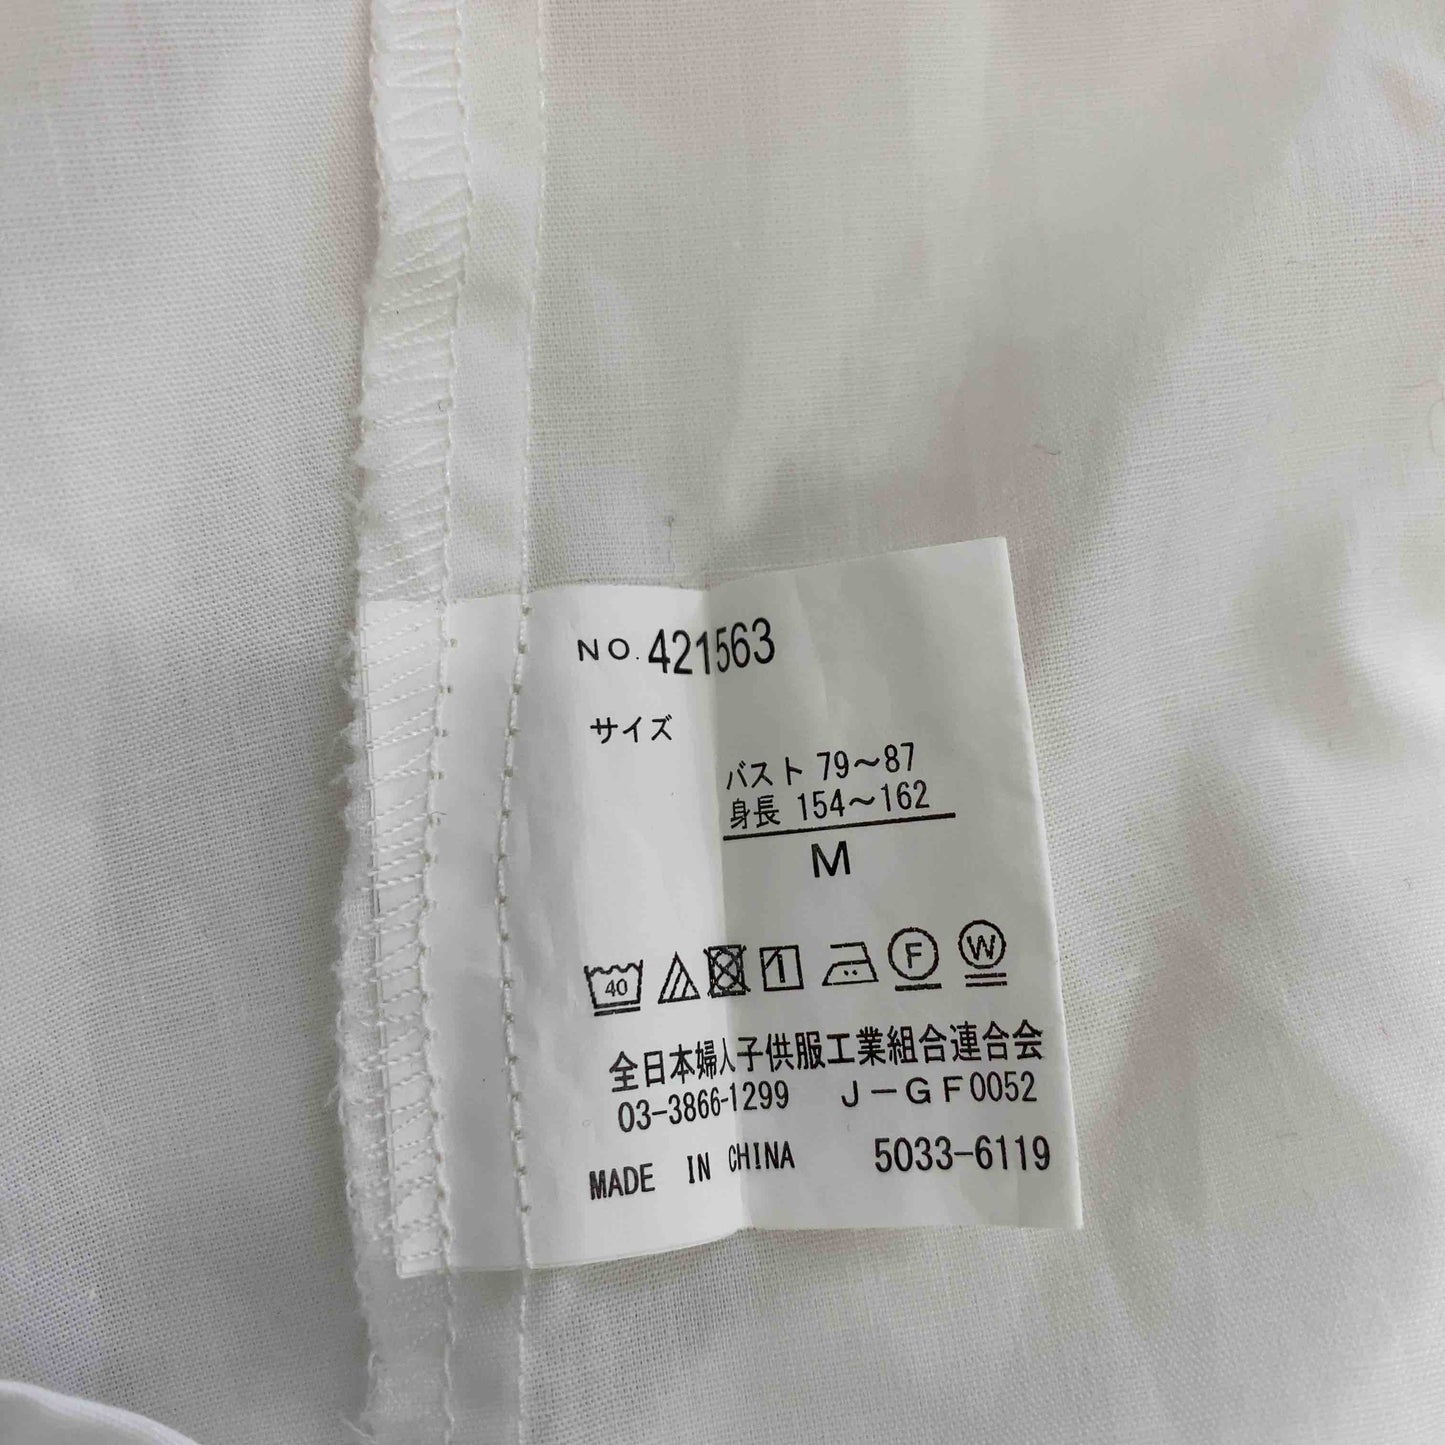 NO. 421563
サイズ
バスト 79～87
身長 154～162
M
40 F W
全日本婦人子供服工業組合連合会
03-3866-1299 J－GF0052
MADE IN CHINA 5033-6119